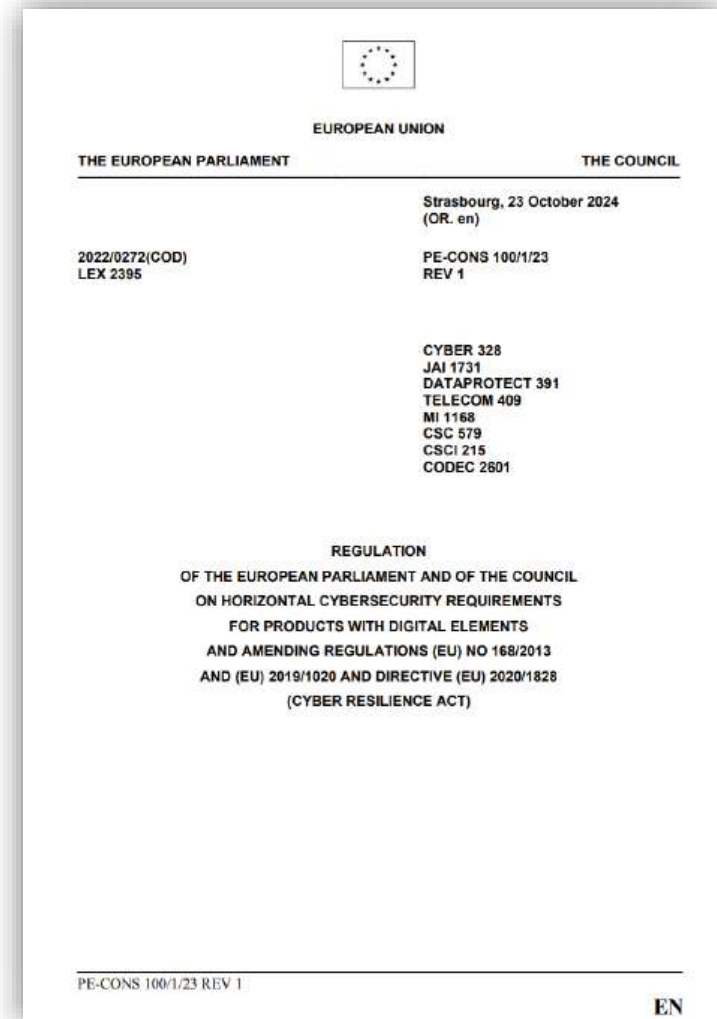 EUROPEAN UNION
THE EUROPEAN PARLIAMENT THE COUNCIL
Strasbourg, 23 October 2024
(OR. en)
2022/0272(COD) PE-CONS 100/1/23
LEX 2395 REV 1
CYBER 328
JAI 1731
DATAPROTECT 391
TELECOM 409
MI 1168
CSC 579
CSCI 215
CODEC 2601
REGULATION
OF THE EUROPEAN PARLIAMENT AND OF THE COUNCIL
ON HORIZONTAL CYBERSECURITY REQUIREMENTS
FOR PRODUCTS WITH DIGITAL ELEMENTS
AND AMENDING REGULATIONS (EU) NO 168/2013
AND (EU) 2019/1020 AND DIRECTIVE (EU) 2020/1828
(CYBER RESILIENCE ACT)
PE-CONS 100/1/23 REV 1
EN